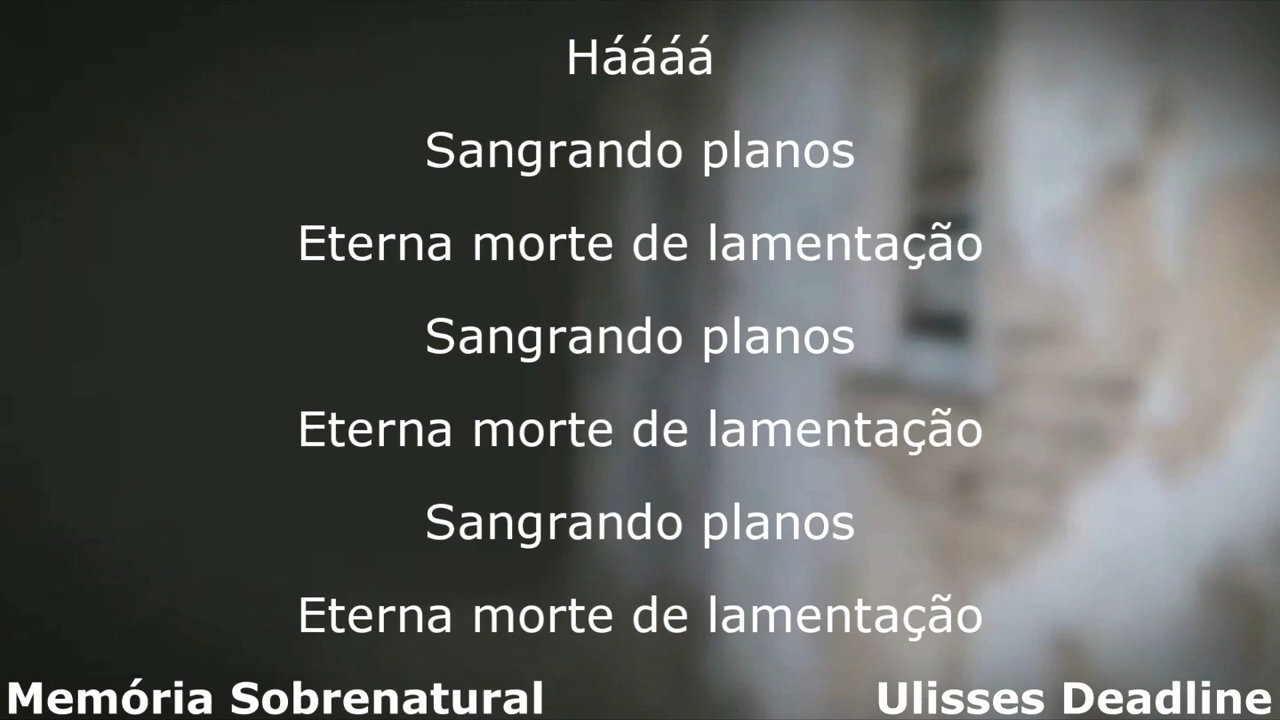 Háááá
Sangrando planos
Eterna morte de lamentação
Sangrando planos
Eterna morte de lamentação
Sangrando planos
Eterna morte de lamentação
Memória Sobrenatural
Ulisses Deadline